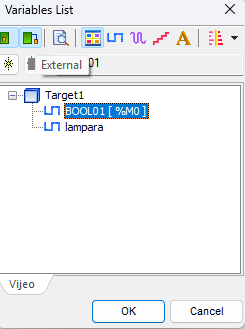 Variables List
External
01
Target1
BOOL01 [ %M0 ]
lampara
Vijeo
OK
Cancel